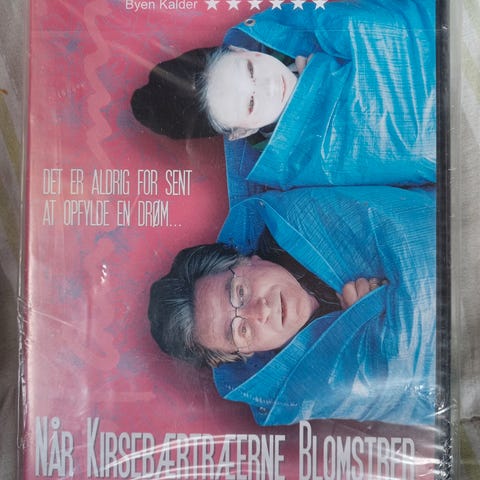 Byen Kalder ★★★★★★
DET ER ALDRIG FOR SENT
AT OPFYLDE EN DRØM...
NÅR KIRSEBÆRTRÆERNE BLOMSTRER